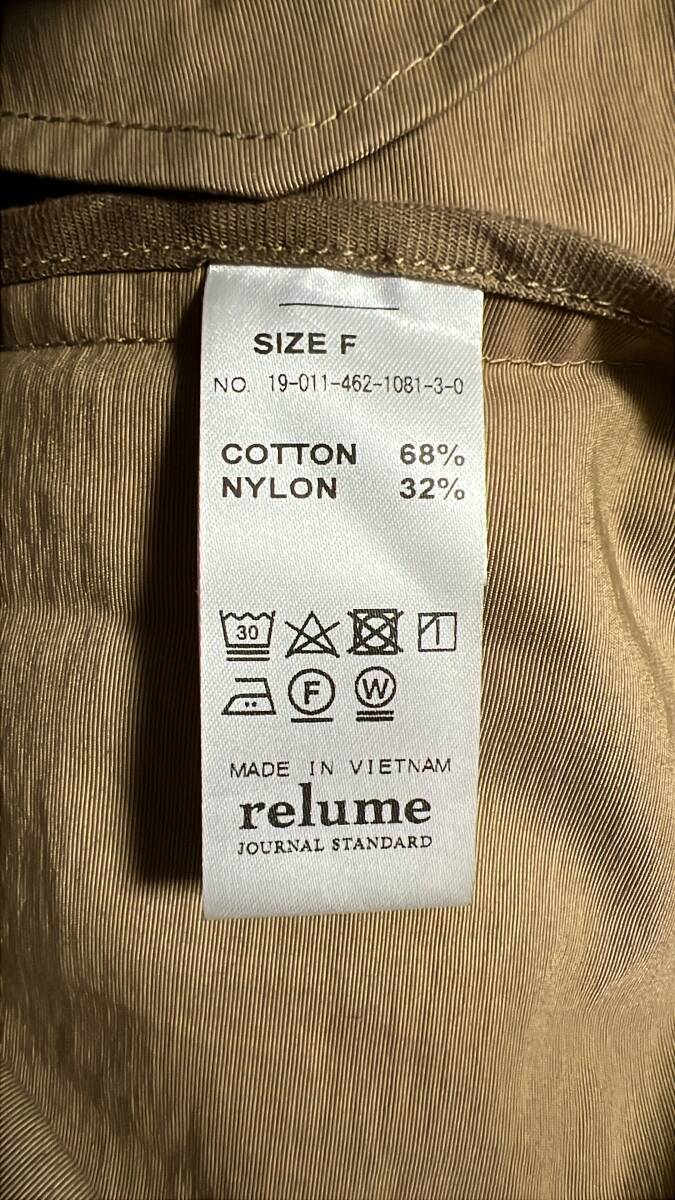 SIZE F
NO. 19-011-462-1081-3-0
COTTON 68%
NYLON 32%
30
F W
MADE IN VIETNAM
relume
JOURNAL STANDARD